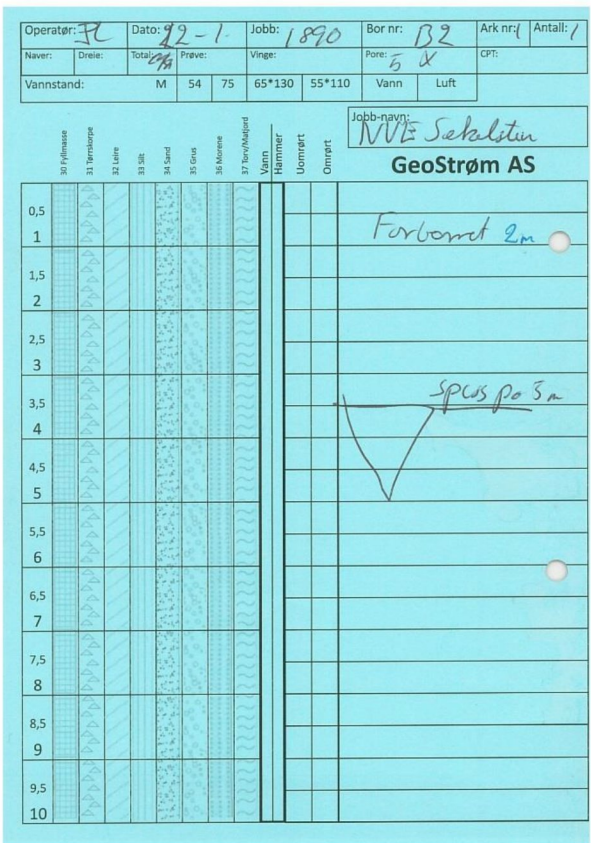 Operatør: JL Dato: 22-1. Jobb: 1890 Bor nr: B2 Ark nr: 1 Antall: 1
Naver: Dreie: Total: Prøve: Vinge: Pore: 5 X CPT:
Vannstand: M 54 75 65*130 55*110 Vann Luft
Jobb-navn:
NVE
GeoStrøm AS
30 Fyllmasse
31 Tørrskorpe
32 Leire
33 Silt
34 Sand
35 Grus
36 Morene
37 Torv/Matjord
Vann
Hammer
Uomrørt
Omrørt
0,5
Forborret 2m
1
1,5
2
2,5
3
spiss på 5 m
3,5
4
4,5
5
5,5
6
6,5
7
7,5
8
8,5
9
9,5
10